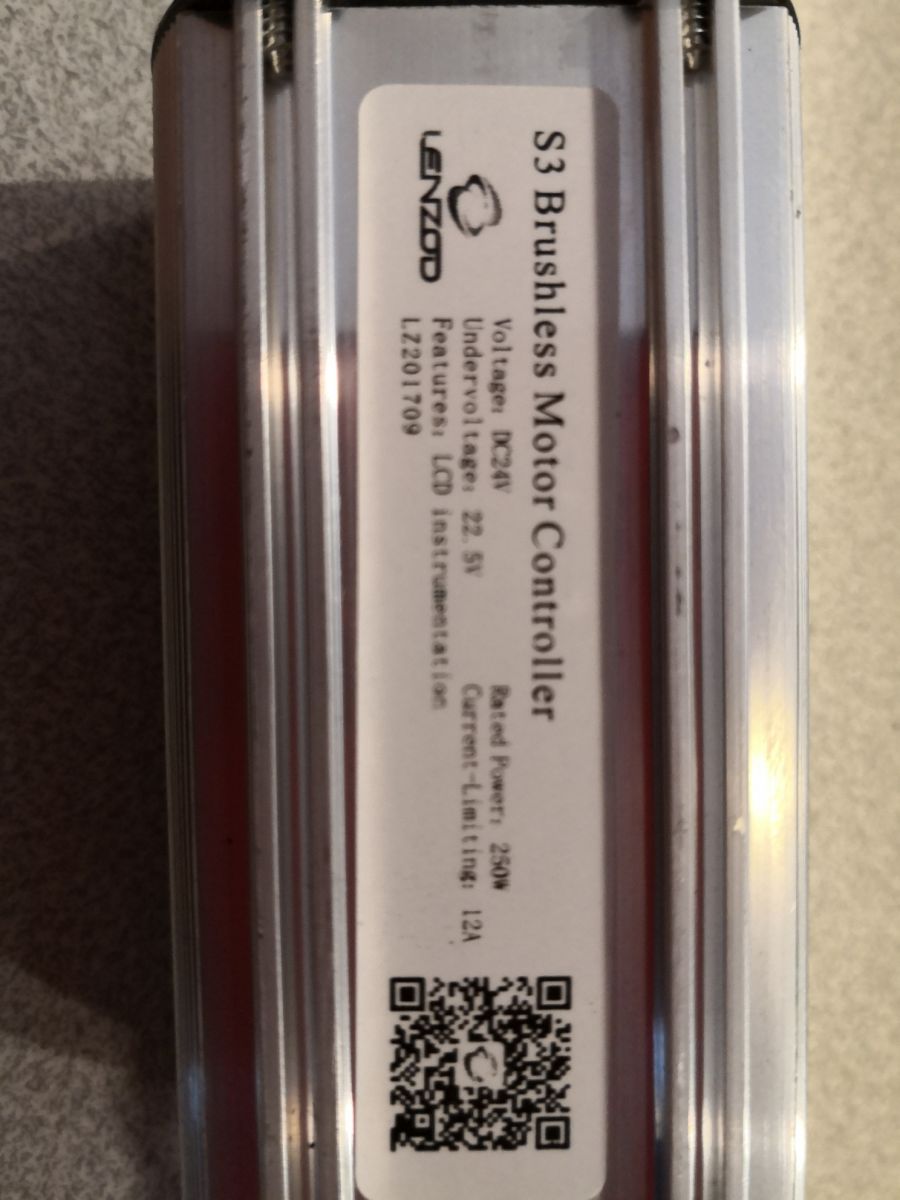 S3 Brushless Motor Controller
LENZOD
Voltage: DC24V Rated Power: 250W
Undervoltage: 22.5V Current-Limiting: 12A
Features: LCD instrumentation
LZ201709